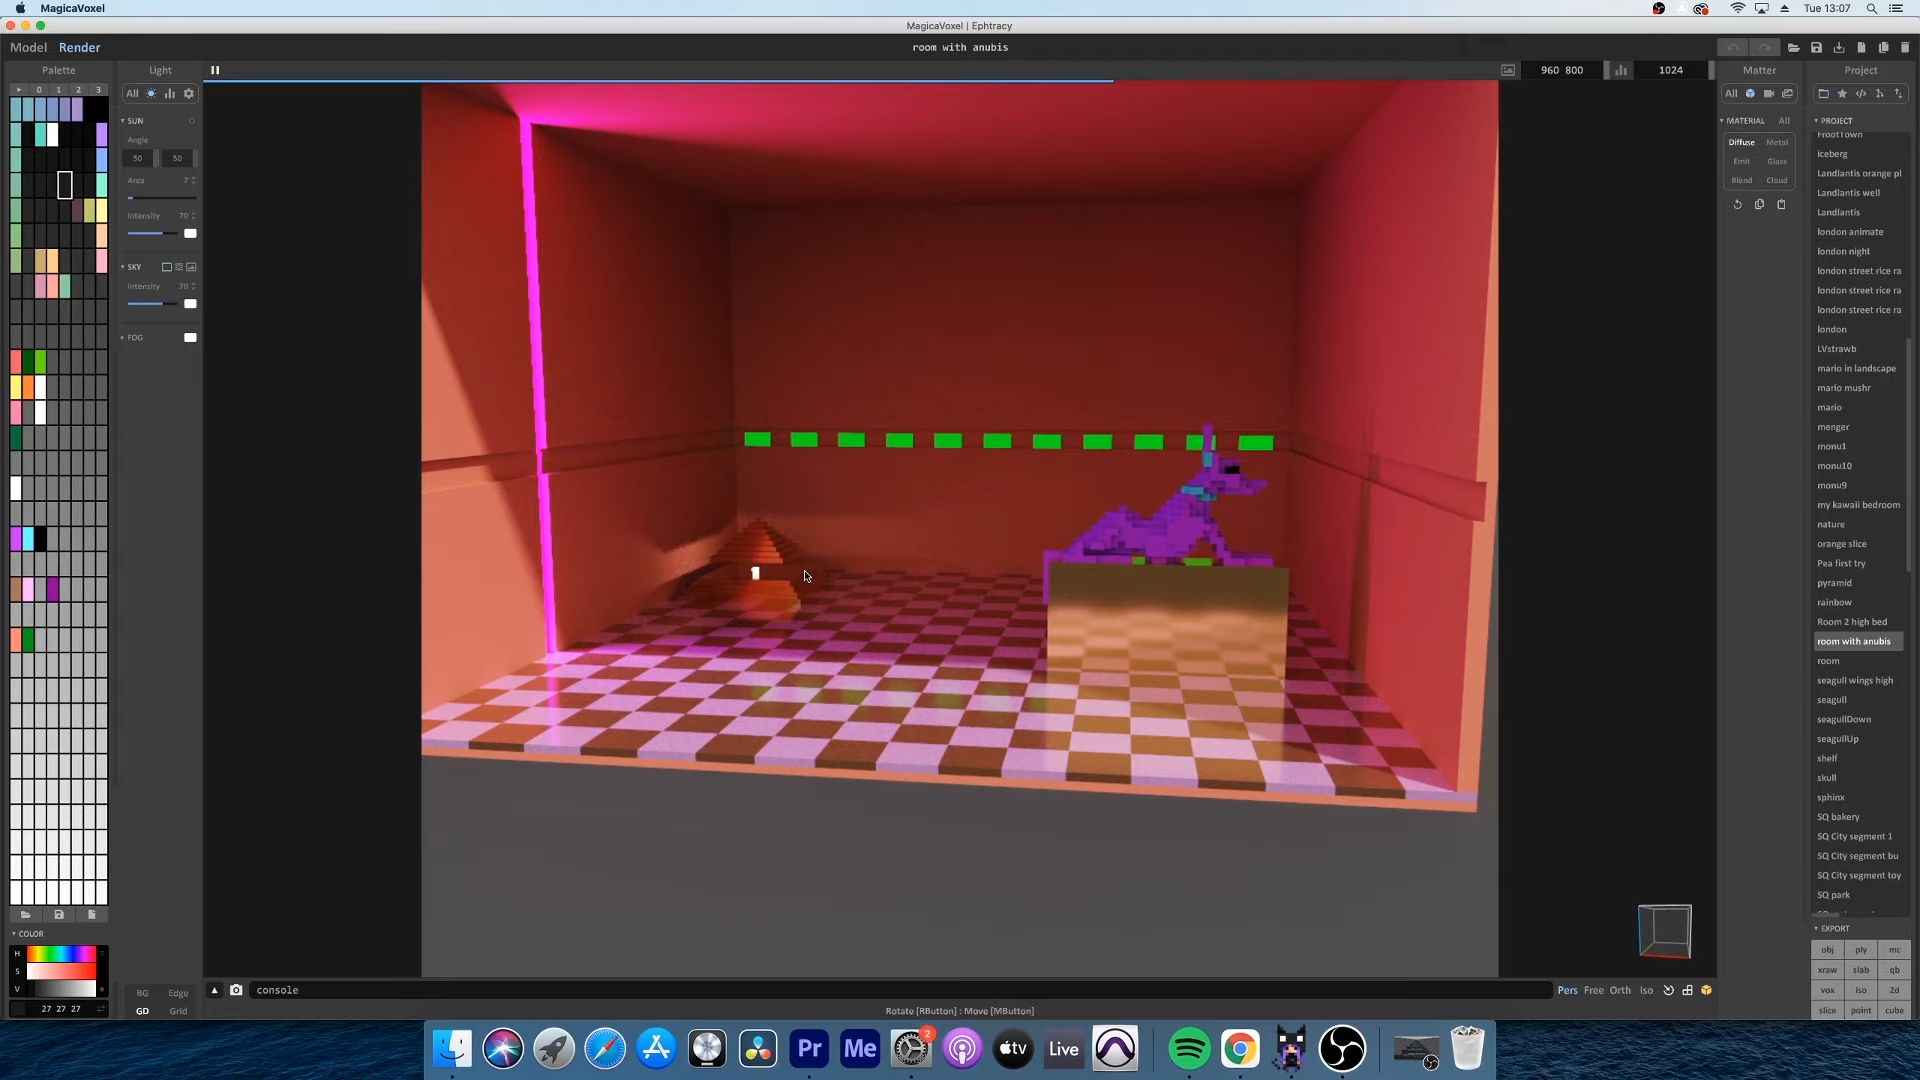 MagicaVoxel
Tue 13:07
MagicaVoxel | Ephtracy
Model Render
room with anubis
Palette
Light
960 800
1024
Matter
Project
0 1 2 3
All
All
SUN
MATERIAL All
PROJECT
Angle
50 50
Area 7
Intensity 70
SKY
Intensity 70
FOG
Diffuse Metal
Emit Glass
Blend Cloud
FrootTown
iceberg
Landlantis orange pl
Landlantis well
Landlantis
london animate
london night
london street rice ra
london street rice ra
london street rice ra
london
LVstrawb
mario in landscape
mario mushr
mario
menger
monu1
monu10
monu9
my kawaii bedroom
nature
orange slice
Pea first try
pyramid
rainbow
Room 2 high bed
room with anubis
room
seagull wings high
seagull
seagullDown
seagullUp
shelf
skull
sphinx
SQ bakery
SQ City segment 1
SQ City segment bu
SQ City segment toy
SQ park
EXPORT
obj ply mc
xraw slab qb
vox iso 2d
slice point cube
COLOR
H
S
V
27 27 27
BG Edge
GD Grid
console
Pers Free Orth Iso
Rotate [RButton] : Move [MButton]
Pr
Me
2
tv
Live